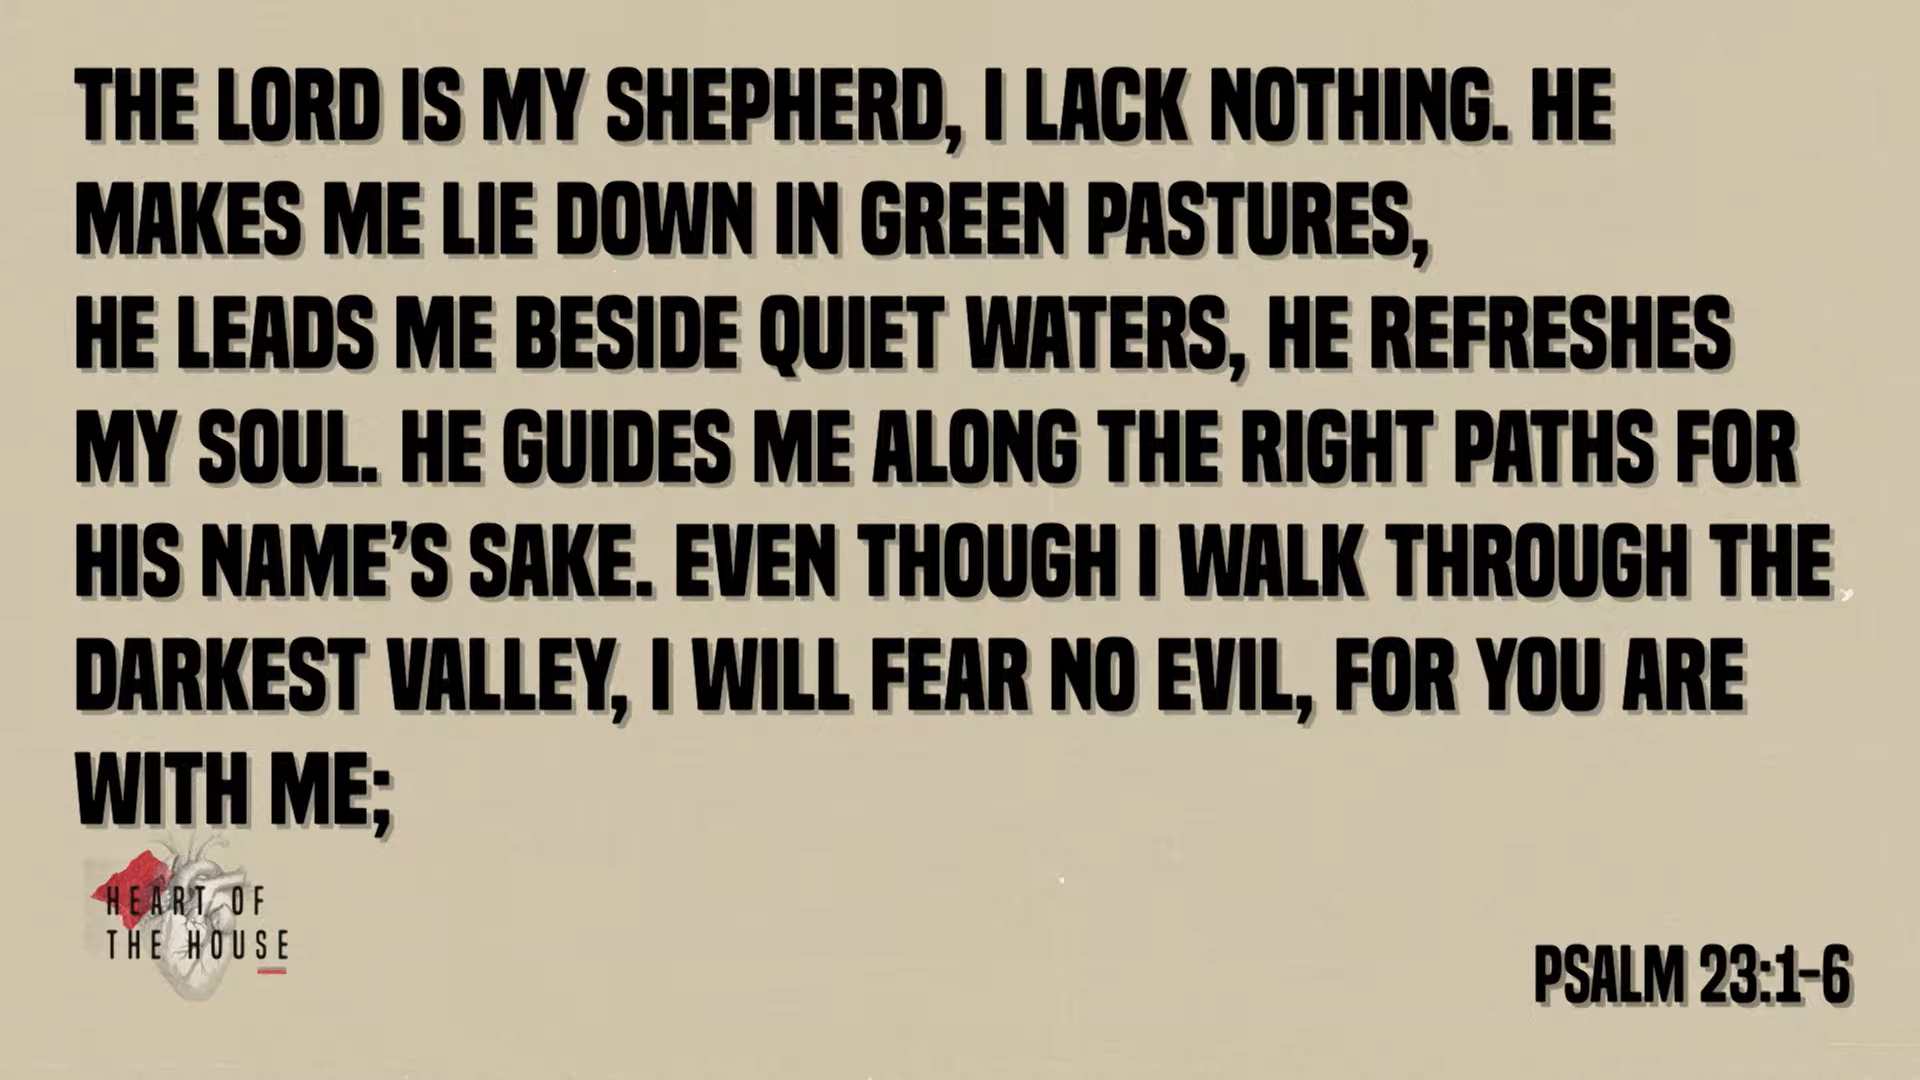 THE LORD IS MY SHEPHERD, I LACK NOTHING. HE
MAKES ME LIE DOWN IN GREEN PASTURES,
HE LEADS ME BESIDE QUIET WATERS, HE REFRESHES
MY SOUL. HE GUIDES ME ALONG THE RIGHT PATHS FOR
HIS NAME’S SAKE. EVEN THOUGH I WALK THROUGH THE
DARKEST VALLEY, I WILL FEAR NO EVIL, FOR YOU ARE
WITH ME;
HEART OF
THE HOUSE
PSALM 23:1-6